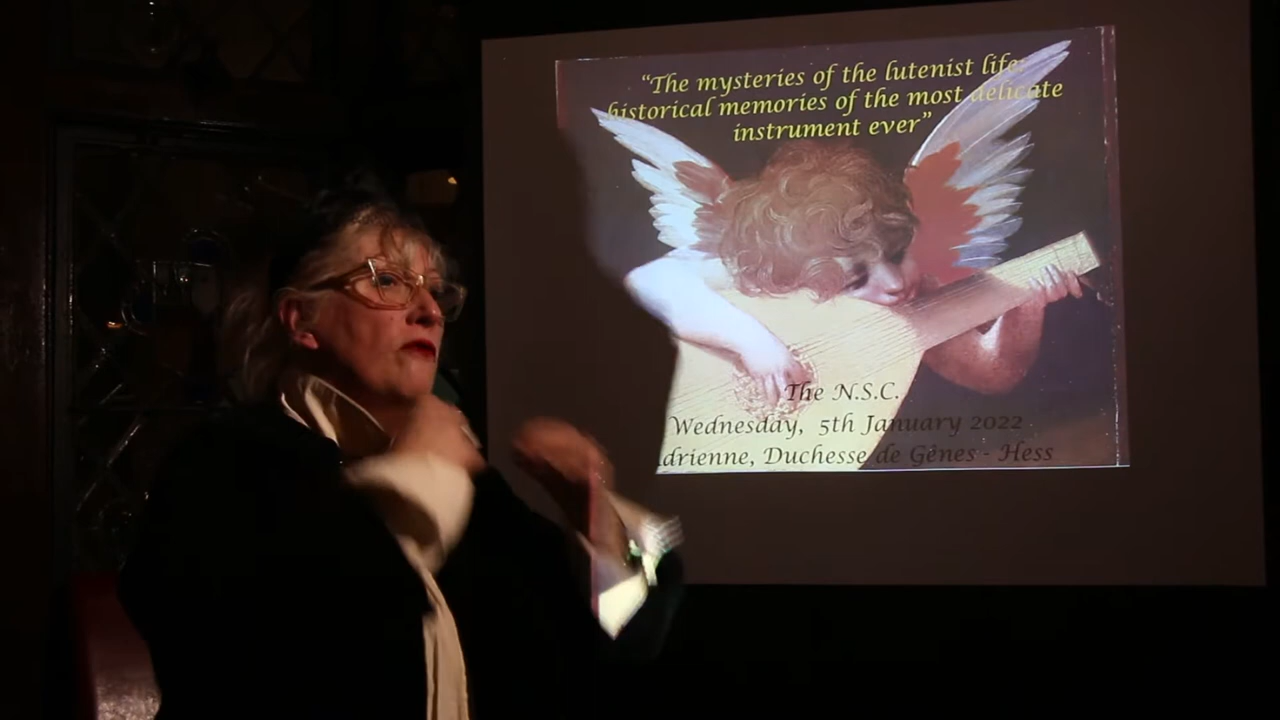 “The mysteries of the lutenist life:
historical memories of the most delicate
instrument ever”
The N.S.C.
Wednesday, 5th January 2022
drienne, Duchesse de Gênes - Hess